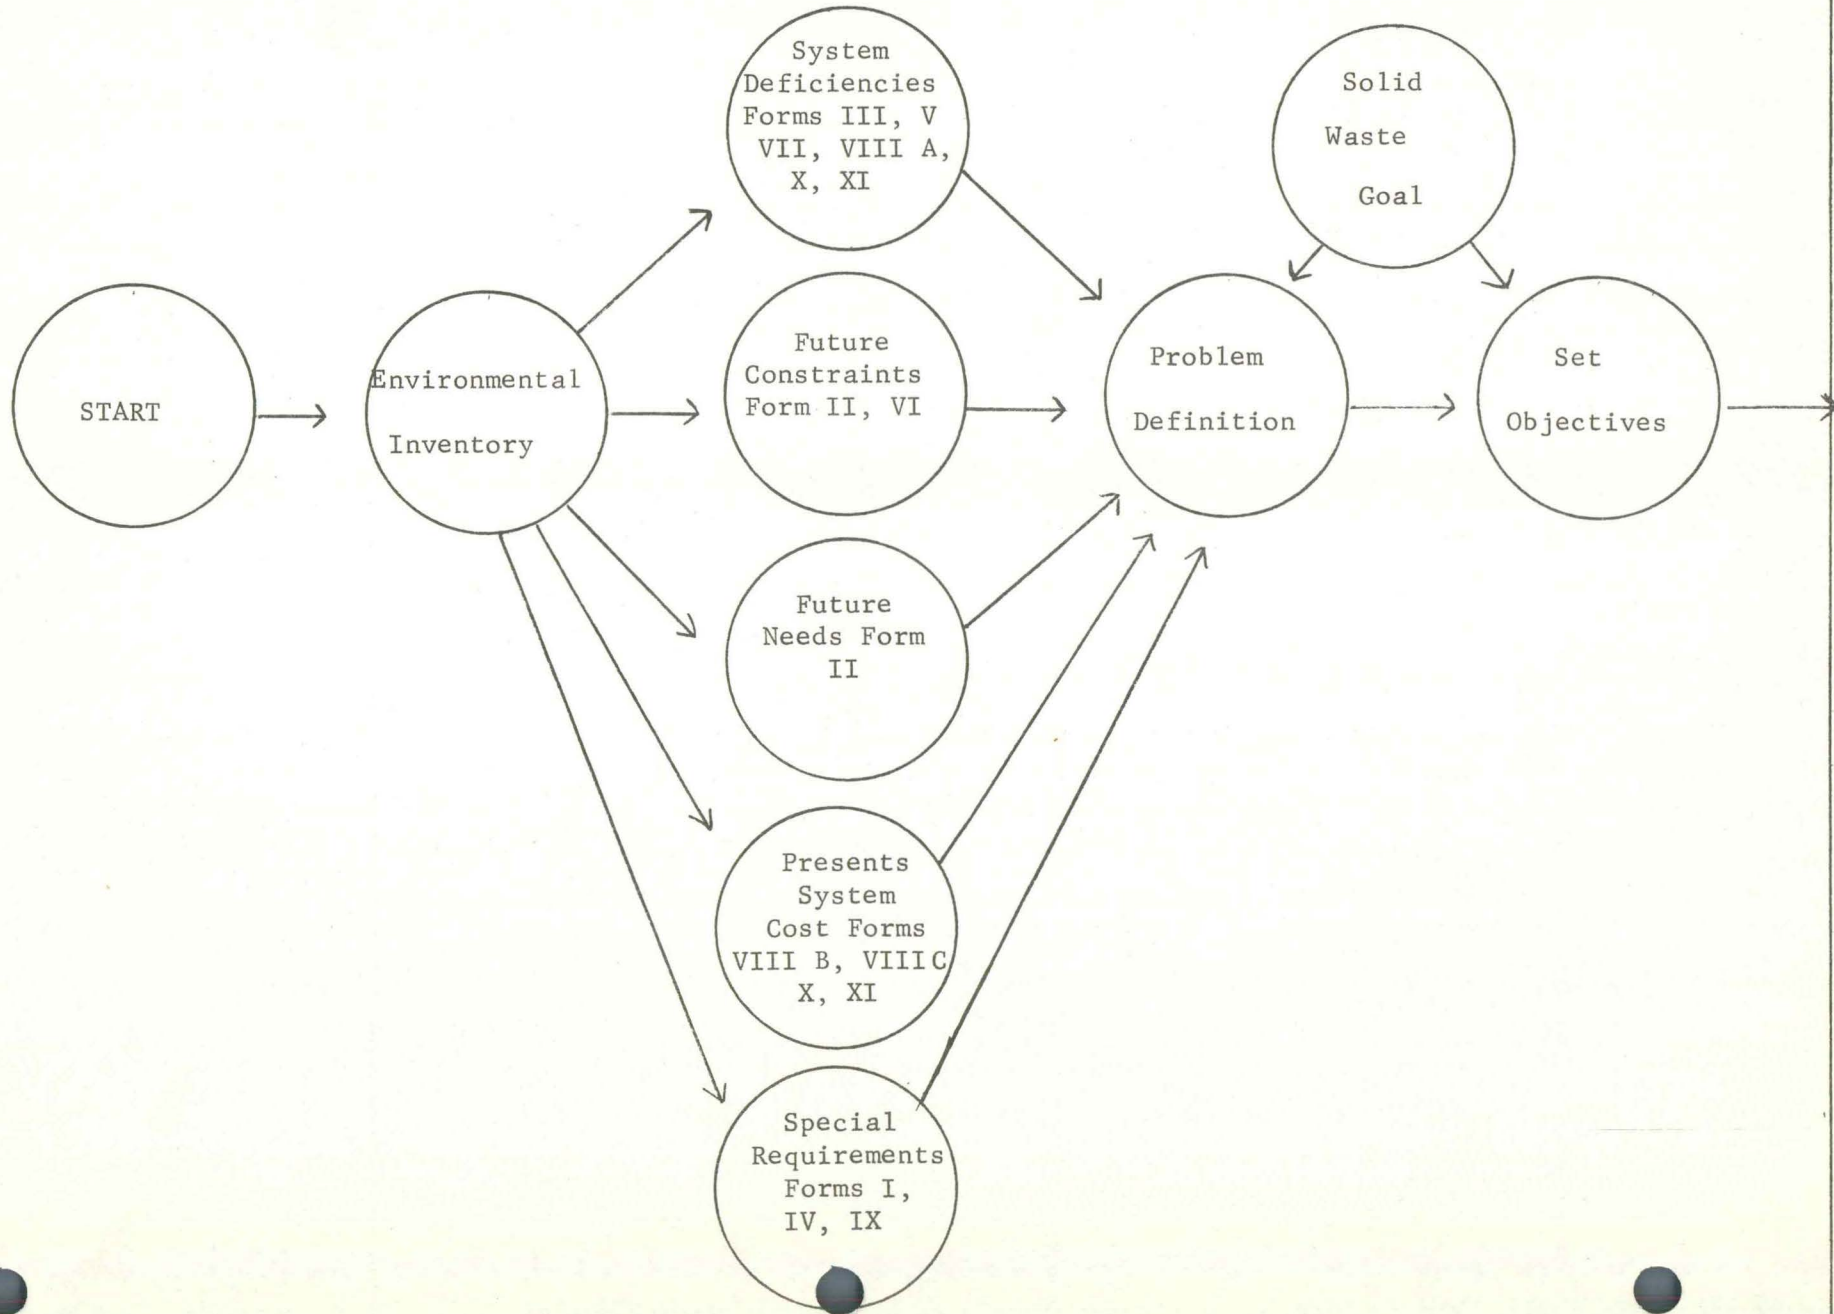 START
Environmental
Inventory
System
Deficiencies
Forms III, V
VII, VIII A,
X, XI
Future
Constraints
Form II, VI
Future
Needs Form
II
Presents
System
Cost Forms
VIII B, VIII C
X, XI
Special
Requirements
Forms I,
IV, IX
Problem
Definition
Solid
Waste
Goal
Set
Objectives